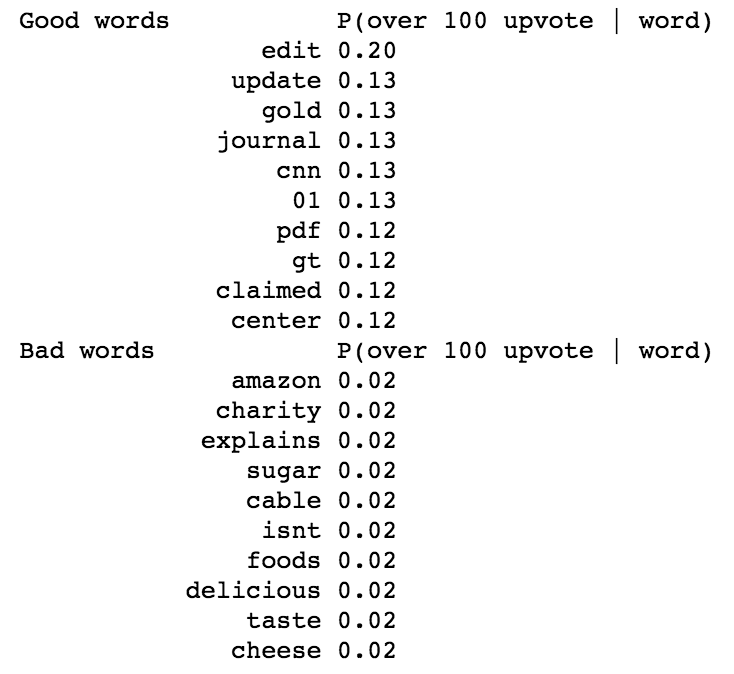 Good words P(over 100 upvote | word)
edit 0.20
update 0.13
gold 0.13
journal 0.13
cnn 0.13
01 0.13
pdf 0.12
gt 0.12
claimed 0.12
center 0.12
Bad words P(over 100 upvote | word)
amazon 0.02
charity 0.02
explains 0.02
sugar 0.02
cable 0.02
isnt 0.02
foods 0.02
delicious 0.02
taste 0.02
cheese 0.02